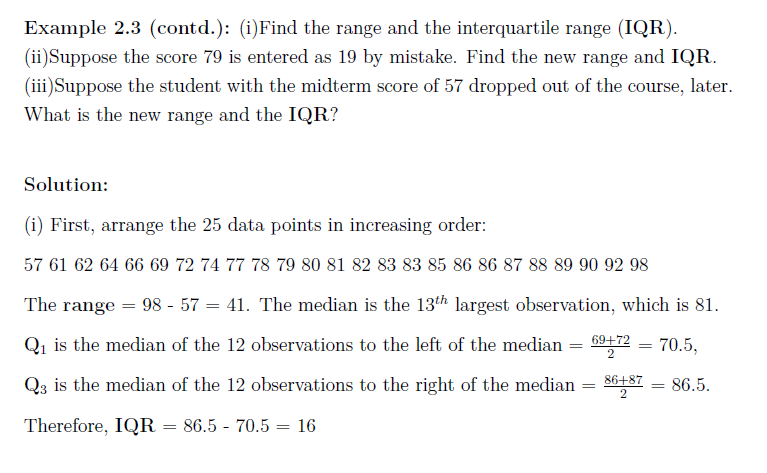 Example 2.3 (contd.): (i)Find the range and the interquartile range (IQR).
(ii)Suppose the score 79 is entered as 19 by mistake. Find the new range and IQR.
(iii)Suppose the student with the midterm score of 57 dropped out of the course, later.
What is the new range and the IQR?
Solution:
(i) First, arrange the 25 data points in increasing order:
57 61 62 64 66 69 72 74 77 78 79 80 81 82 83 83 85 86 86 87 88 89 90 92 98
The range = 98 - 57 = 41. The median is the 13th largest observation, which is 81.
Q₁ is the median of the 12 observations to the left of the median = (69+72)/2 = 70.5,
Q₃ is the median of the 12 observations to the right of the median = (86+87)/2 = 86.5.
Therefore, IQR = 86.5 - 70.5 = 16